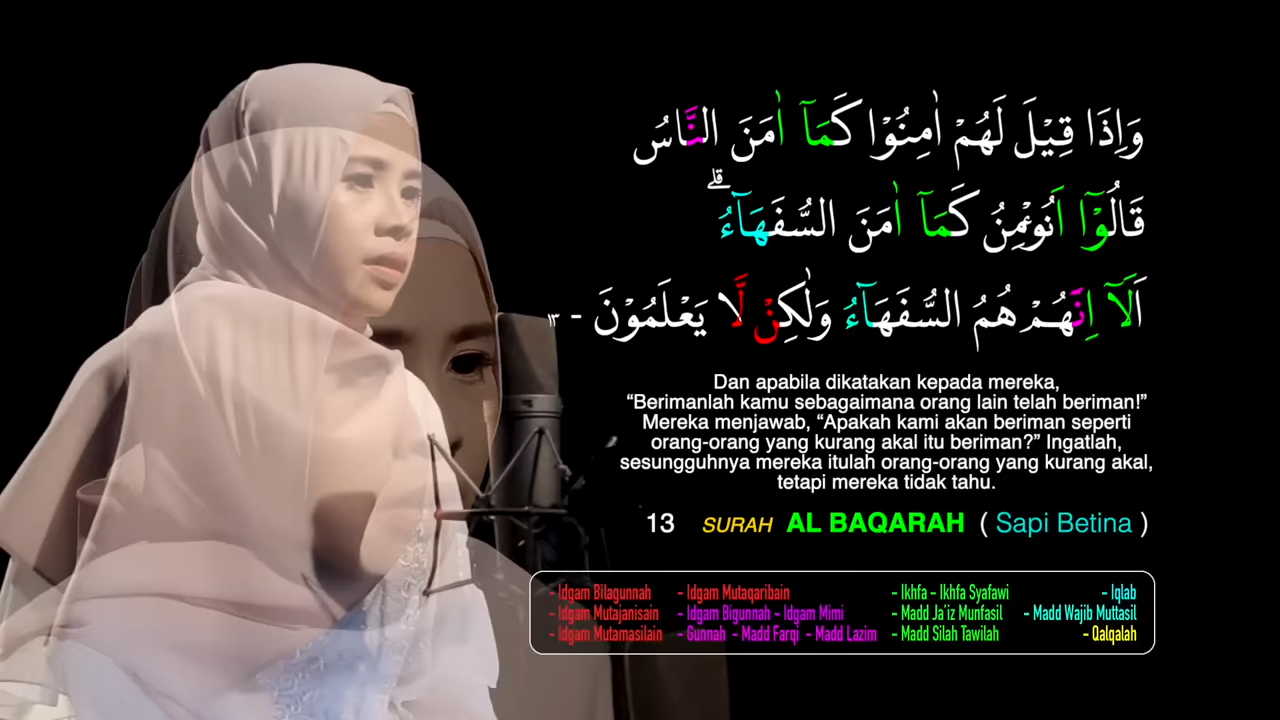 وَاِذَا قِيْلَ لَهُمْ اٰمِنُوْا كَمَآ اٰمَنَ النَّاسُ
قَالُوْٓا اَنُؤْمِنُ كَمَآ اٰمَنَ السُّفَهَاۤءُ ۗ
اَلَآ اِنَّهُمْ هُمُ السُّفَهَاۤءُ وَلٰكِنْ لَّا يَعْلَمُوْنَ - ١٣
Dan apabila dikatakan kepada mereka,
“Berimanlah kamu sebagaimana orang lain telah beriman!”
Mereka menjawab, “Apakah kami akan beriman seperti
orang-orang yang kurang akal itu beriman?” Ingatlah,
sesungguhnya mereka itulah orang-orang yang kurang akal,
tetapi mereka tidak tahu.
13 SURAH AL BAQARAH ( Sapi Betina )
- Idgam Bilagunnah - Idgam Mutaqaribain - Ikhfa - Ikhfa Syafawi - Iqlab
- Idgam Mutajanisain - Idgam Bigunnah - Idgam Mimi - Madd Ja'iz Munfasil - Madd Wajib Muttasil
- Idgam Mutamasilain - Gunnah - Madd Farqi - Madd Lazim - Madd Silah Tawilah - Qalqalah